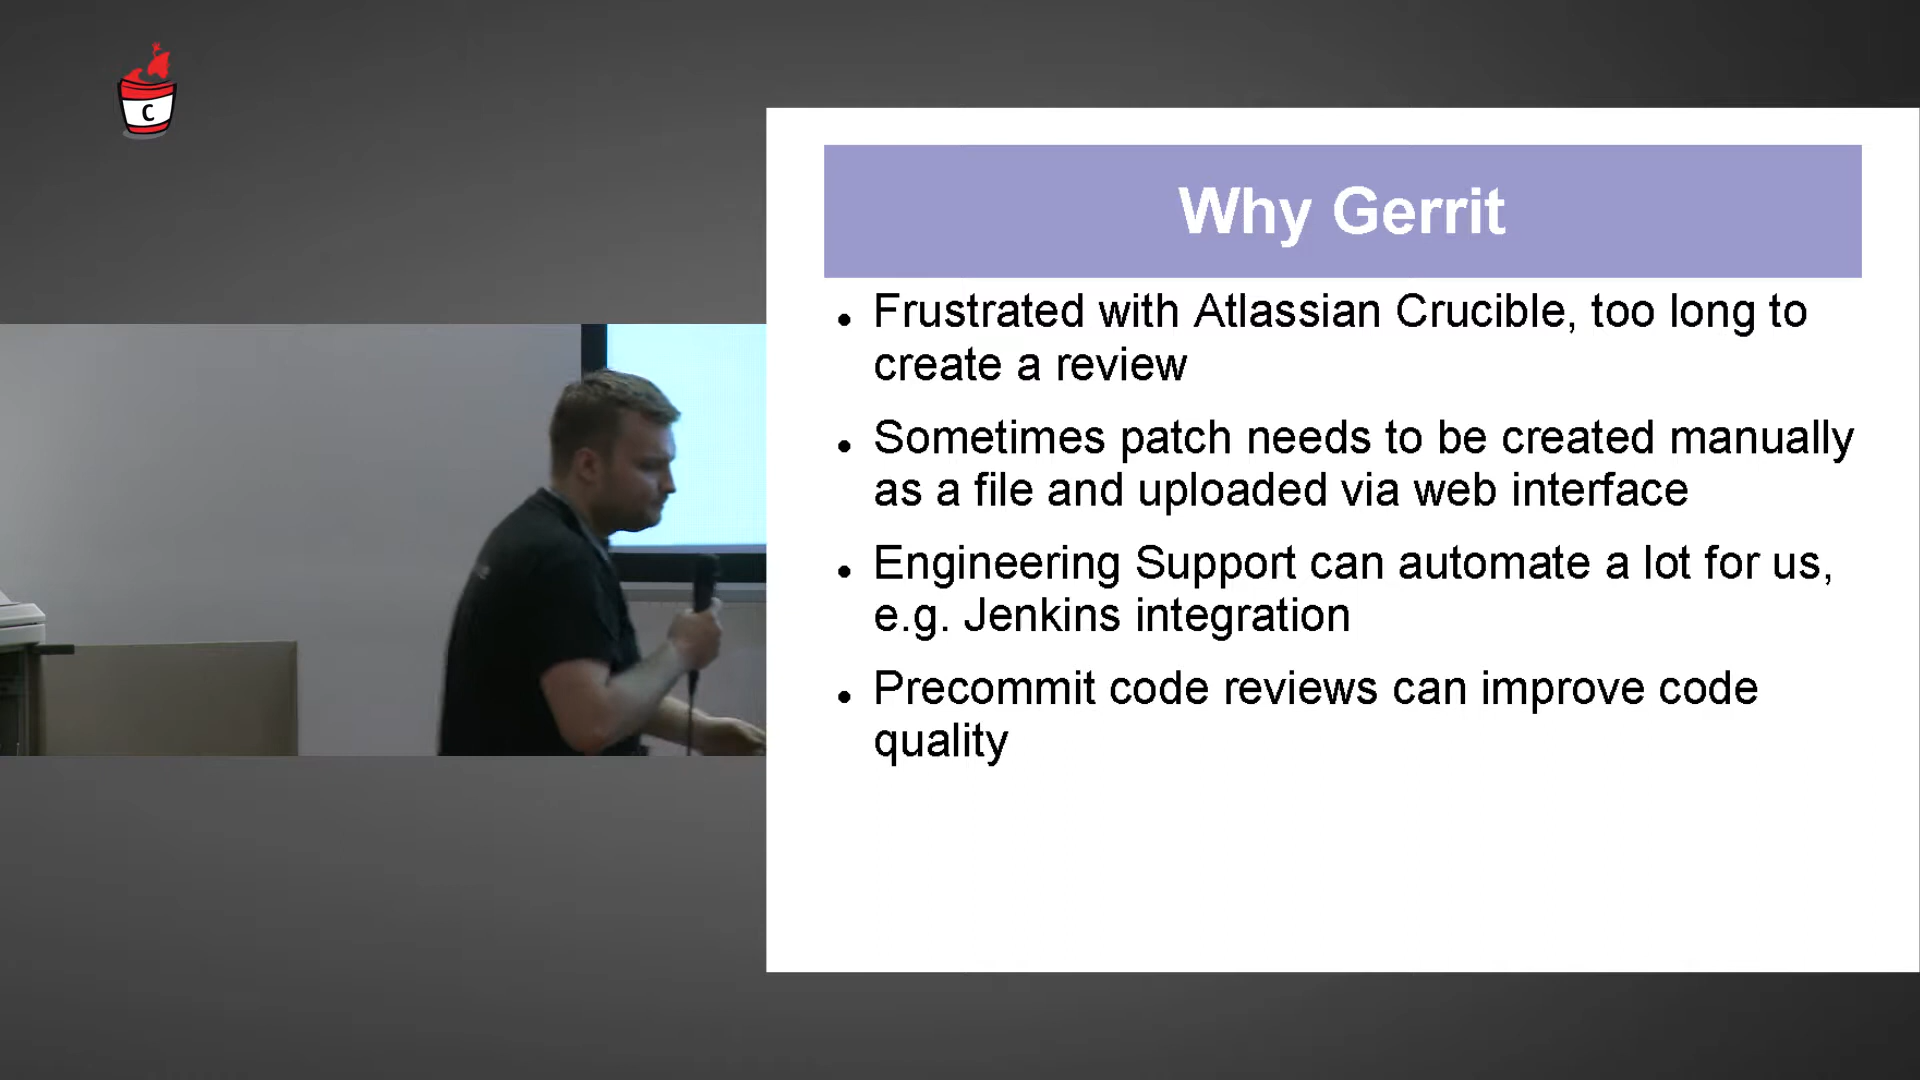 C
Why Gerrit
• Frustrated with Atlassian Crucible, too long to
create a review
• Sometimes patch needs to be created manually
as a file and uploaded via web interface
• Engineering Support can automate a lot for us,
e.g. Jenkins integration
• Precommit code reviews can improve code
quality